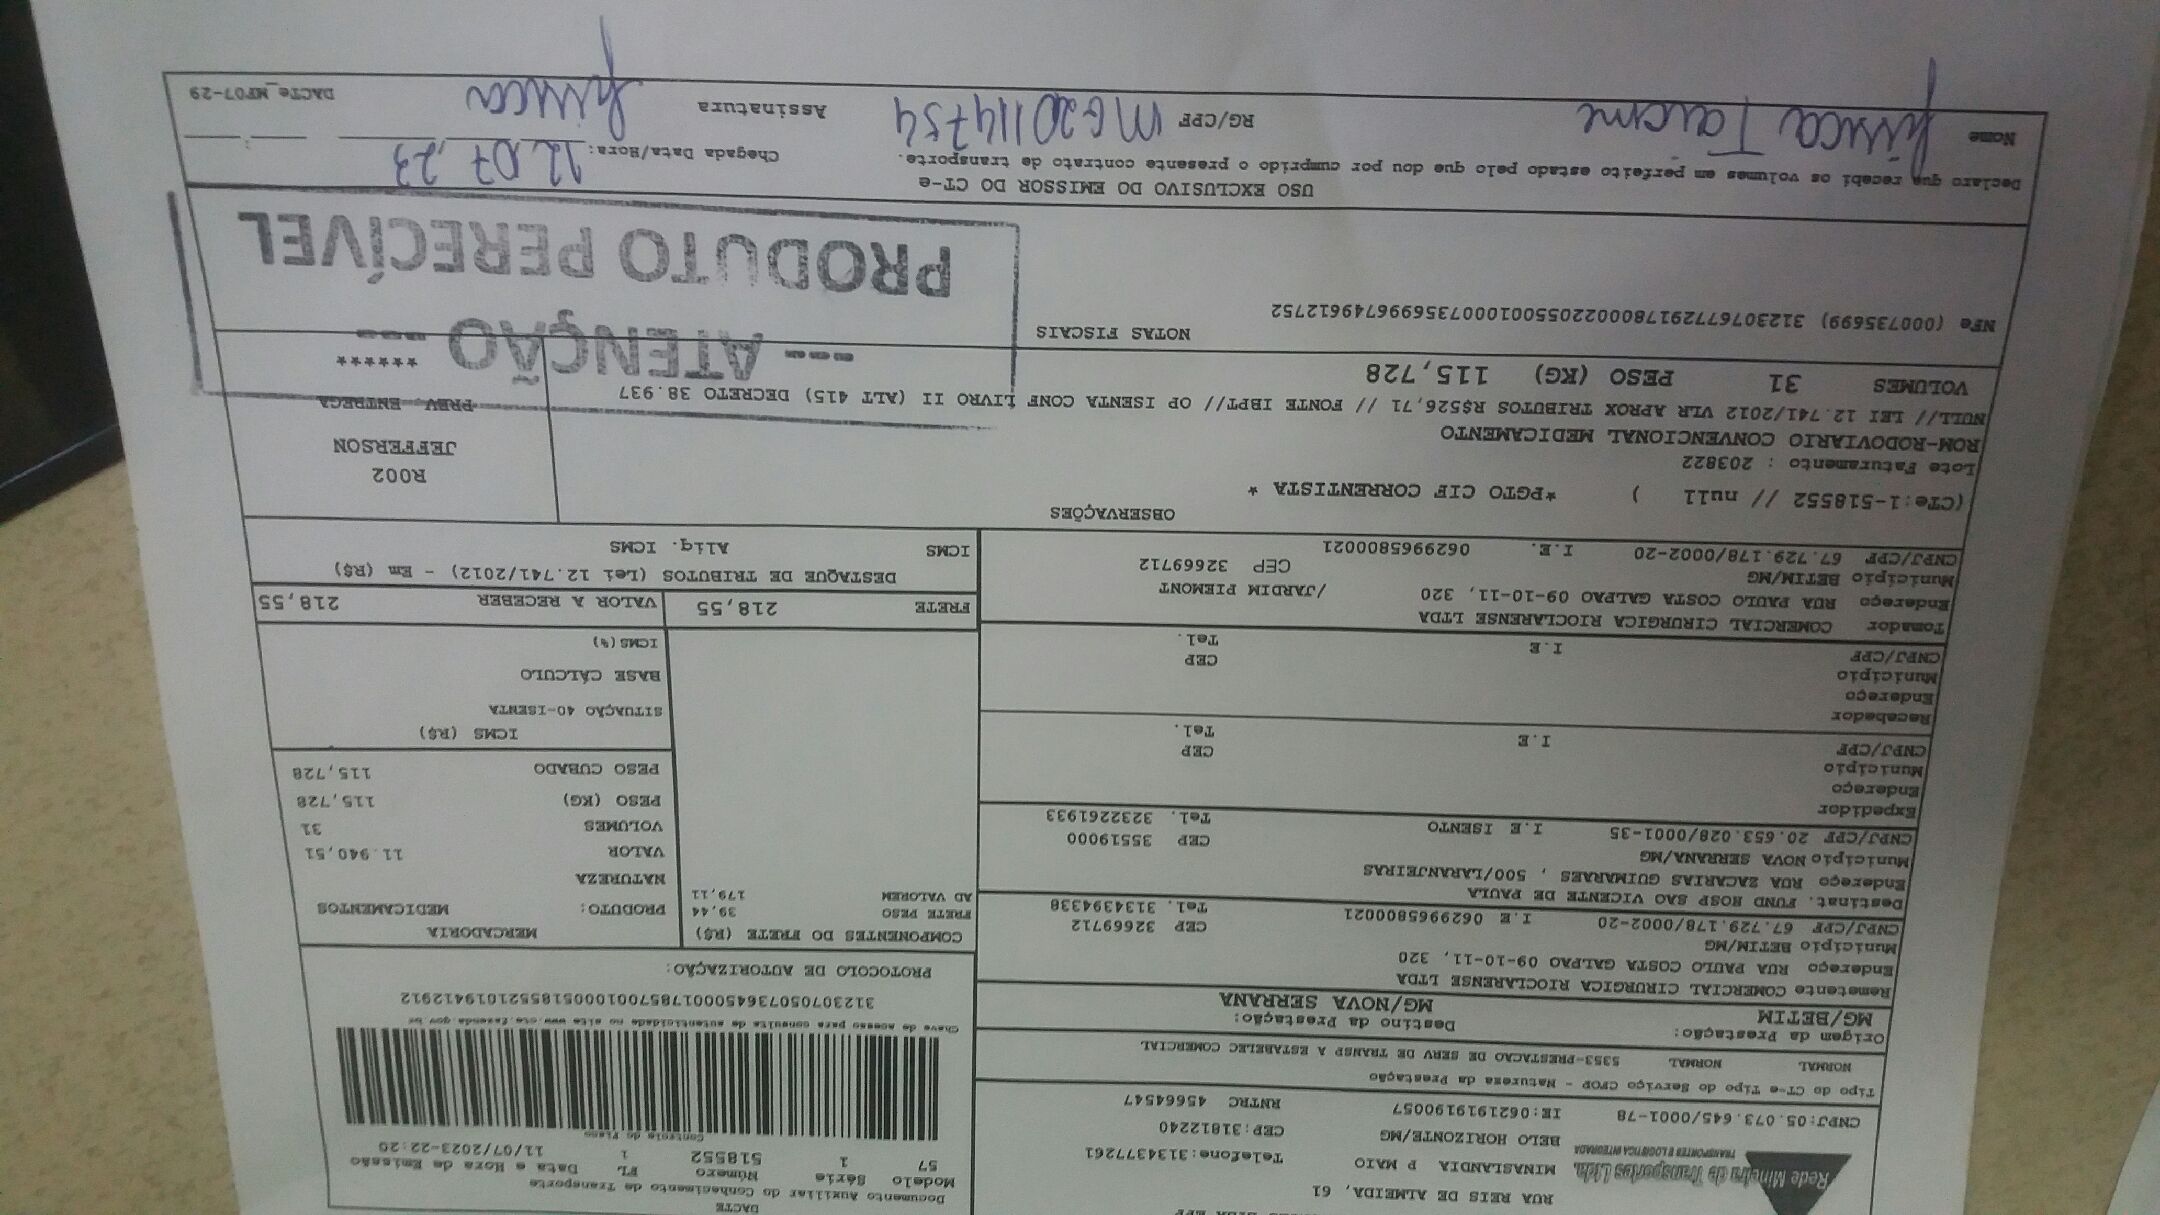 DACTE
Documento Auxiliar do Conhecimento de Transporte
Modelo Série Número FL Data e Hora de Emissão
57 1 518552 1 11/07/2023-22:20
Controle do Fisco
Rede Mineira de Transportes Ltda.
TRANSPORTES E LOGÍSTICA INTEGRADA
RUA REIS DE ALMEIDA, 61
MINASLANDIA P MAIO Telefone:3134377261
BELO HORIZONTE/MG CEP:31812240
CNPJ:05.073.645/0001-78 IE:0621919190057 RNTRC 45664547
Tipo do CT-e Tipo do Serviço CFOP - Natureza da Prestação
NORMAL NORMAL 5353-PRESTACAO DE SERV DE TRANSP A ESTABELEC COMERCIAL
Origem da Prestação: Destino da Prestação:
MG/BETIM MG/NOVA SERRANA
Chave de acesso para consulta de autenticidade no site www.cte.fazenda.gov.br
31230705073645000178570010005185521019412912
PROTOCOLO DE AUTORIZAÇÃO:
Remetente COMERCIAL CIRURGICA RIOCLARENSE LTDA
Endereço RUA PAULO COSTA GALPAO 09-10-11, 320
Município BETIM/MG CEP 32669712
CNPJ/CPF 67.729.178/0002-20 I.E 0629965800021 Tel. 3134394338
Destinat. FUND HOSP SAO VICENTE DE PAULA
Endereço RUA ZACARIAS GUIMARAES , 500/LARANJEIRAS
Município NOVA SERRANA/MG CEP 35519000
CNPJ/CPF 20.653.028/0001-35 I.E ISENTO Tel. 3232261933
Expedidor
Endereço
Município CEP
CNPJ/CPF I.E Tel.
Recebedor
Endereço
Município CEP
CNPJ/CPF I.E Tel.
Tomador COMERCIAL CIRURGICA RIOCLARENSE LTDA
Endereço RUA PAULO COSTA GALPAO 09-10-11, 320 /JARDIM PIEMONT
Município BETIM/MG CEP 32669712
CNPJ/CPF 67.729.178/0002-20 I.E. 0629965800021
COMPONENTES DO FRETE (R$)
FRETE PESO 39,44
AD VALOREM 179,11
MERCADORIA
PRODUTO: MEDICAMENTOS
NATUREZA
VALOR 11.940,51
VOLUMES 31
PESO (KG) 115,728
PESO CUBADO 115,728
ICMS (R$)
SITUAÇÃO 40-ISENTA
BASE CÁLCULO
ICMS(%)
FRETE 218,55 VALOR A RECEBER 218,55
DESTAQUE DE TRIBUTOS (Lei 12.741/2012) - Em (R$)
ICMS Aliq. ICMS
OBSERVAÇÕES
(CTe:1-518552 // null ) *PGTO CIF CORRENTISTA *
Lote Faturamento : 203822
ROM-RODOVIARIO CONVENCIONAL MEDICAMENTO
NULL// LEI 12.741/2012 VLR APROX TRIBUTOS R$526,71 // FONTE IBPT// OP ISENTA CONF LIVRO II (ALT 415) DECRETO 38.937
VOLUMES 31 PESO (KG) 115,728
R002
JEFFERSON
PREV. ENTREGA
******
NOTAS FISCAIS
NFe (000735699) 31230767729178000220550010007356996749612752
--- ATENÇÃO ---
PRODUTO PERECÍVEL
USO EXCLUSIVO DO EMISSOR DO CT-e
Declaro que recebi os volumes em perfeito estado pelo que dou por cumprido o presente contrato de transporte.
Chegada Data/Hora: 12.07.23
Nome Jéssica Taiane RG/CPF MG20114754 Assinatura Jéssica
DACTe_MF07-29